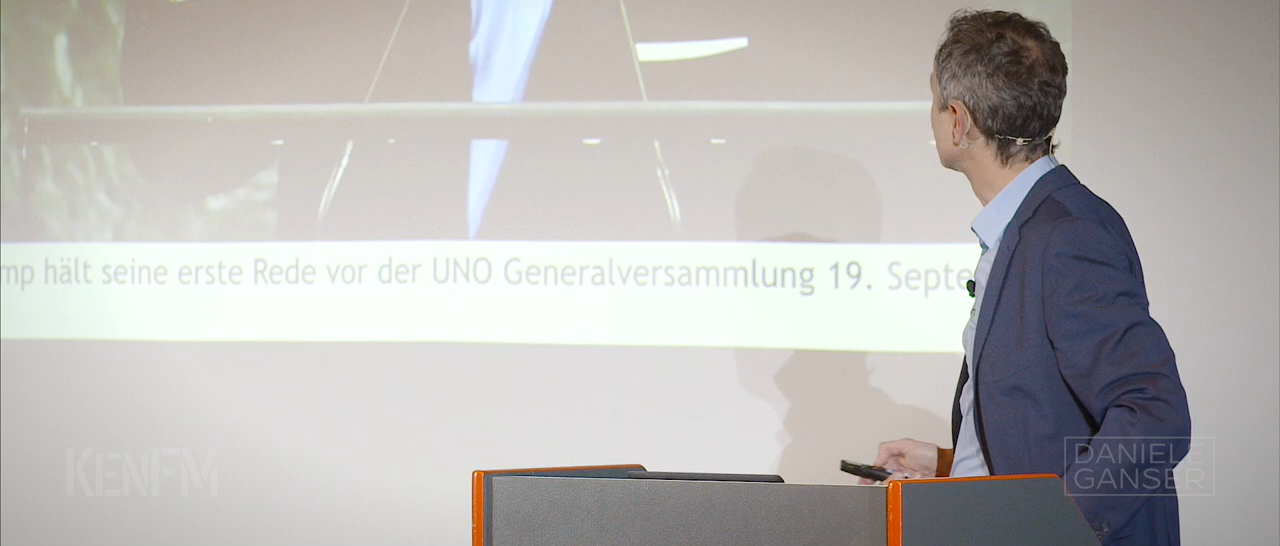 mp hält seine erste Rede vor der UNO Generalversammlung 19. Septe
KENFM
DANIELE
GANSER